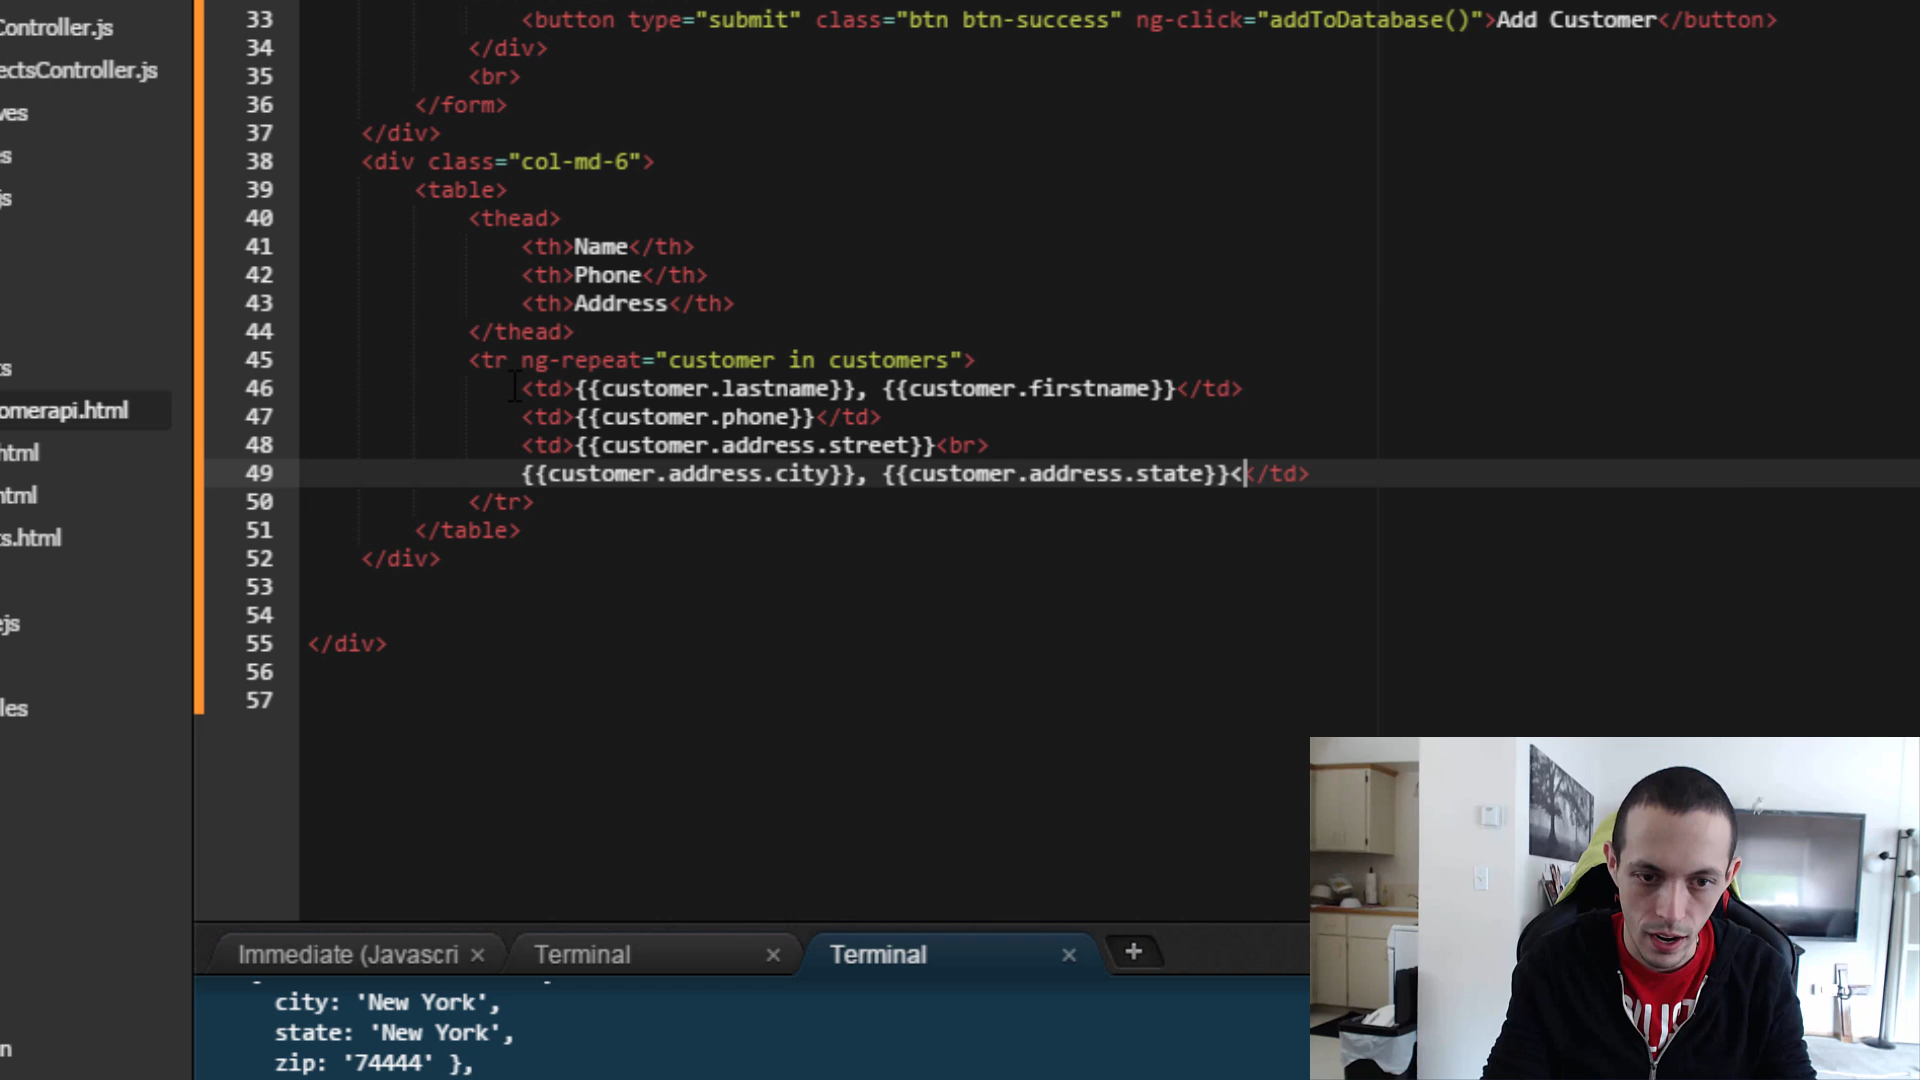 Controller.js
ectsController.js
ves
s
js
ts
omerapi.html
html
html
s.html
ejs
les
n
33 <button type="submit" class="btn btn-success" ng-click="addToDatabase()">Add Customer</button>
34 </div>
35 <br>
36 </form>
37 </div>
38 <div class="col-md-6">
39 <table>
40 <thead>
41 <th>Name</th>
42 <th>Phone</th>
43 <th>Address</th>
44 </thead>
45 <tr ng-repeat="customer in customers">
46 <td>{{customer.lastname}}, {{customer.firstname}}</td>
47 <td>{{customer.phone}}</td>
48 <td>{{customer.address.street}}<br>
49 {{customer.address.city}}, {{customer.address.state}}<</td>
50 </tr>
51 </table>
52 </div>
53
54
55 </div>
56
57
Immediate (Javascri × Terminal × Terminal × +
city: 'New York',
state: 'New York',
zip: '74444' },